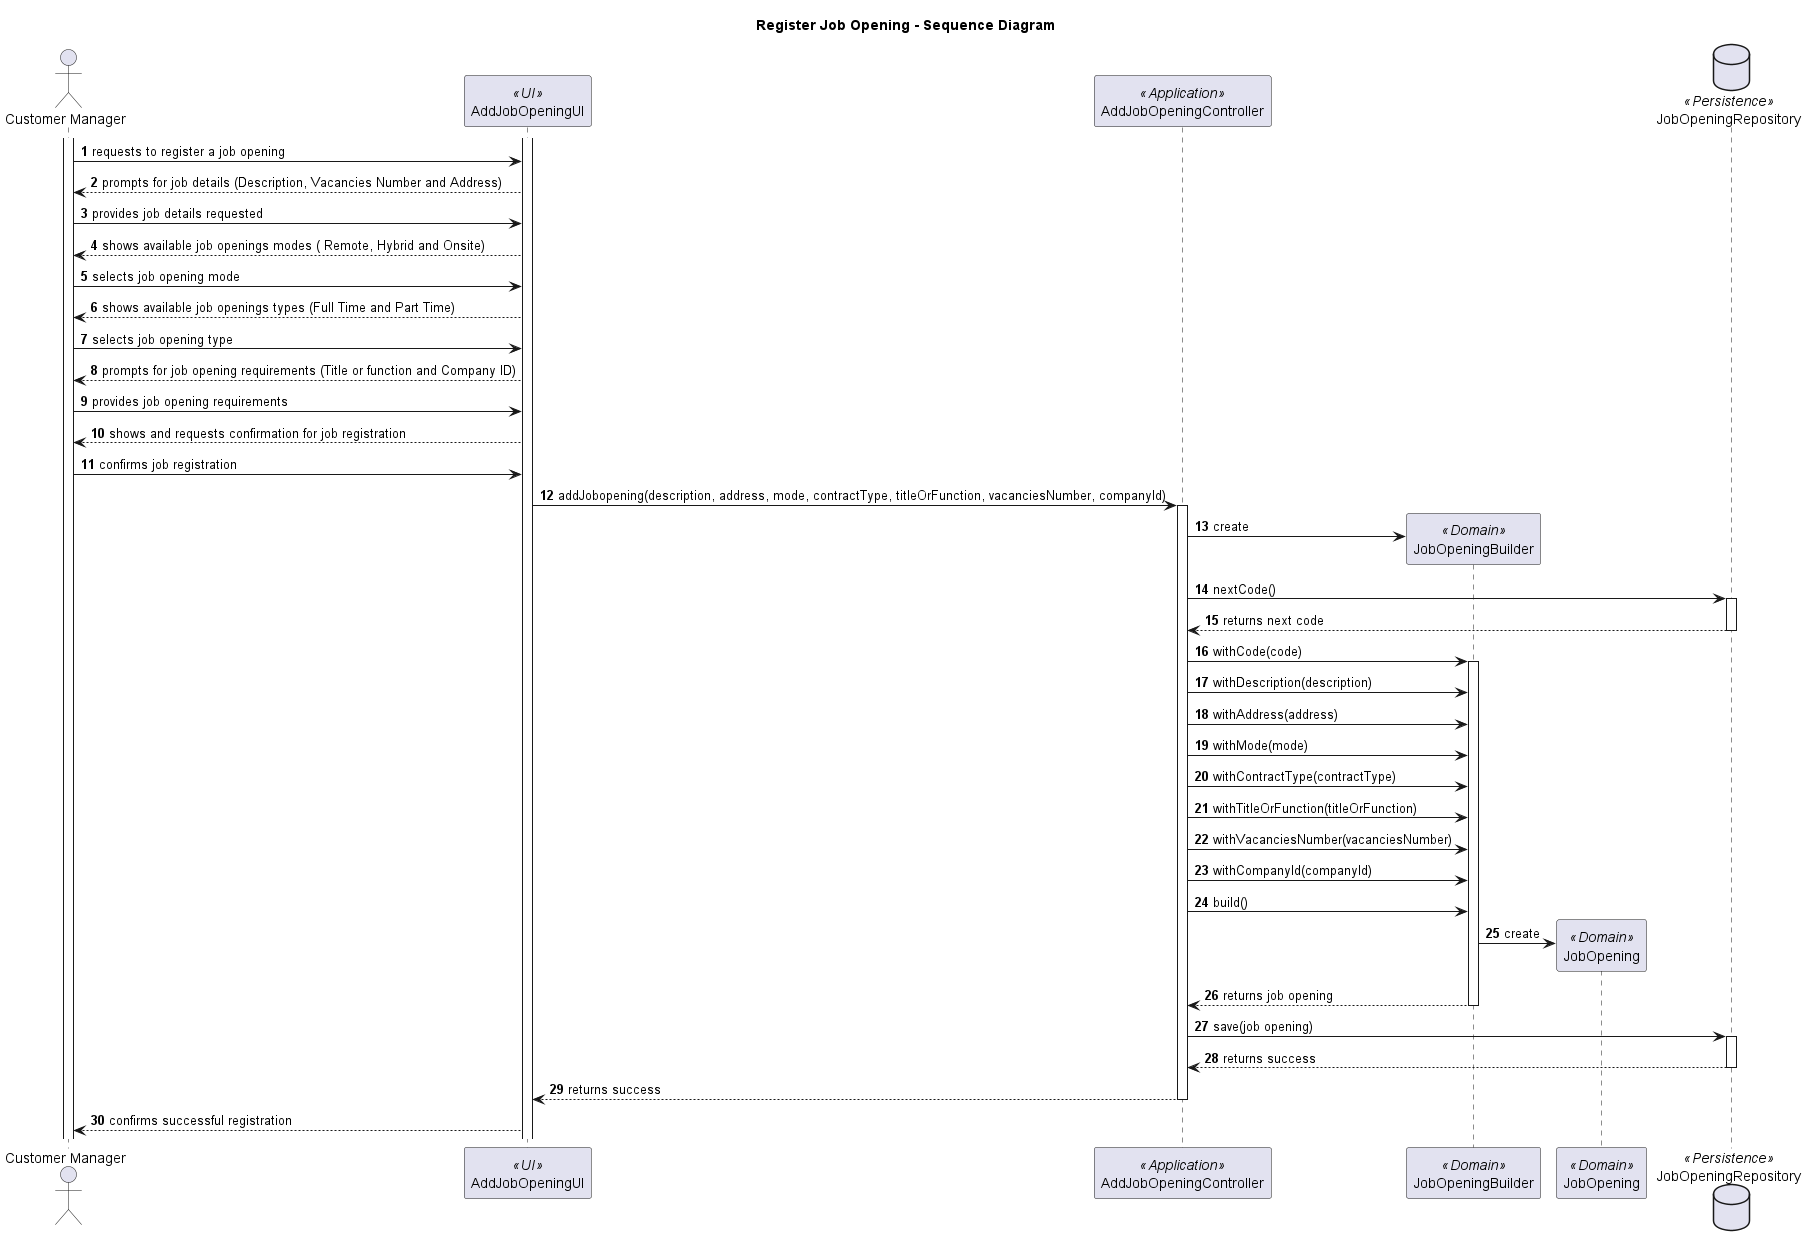 Register Job Opening - Sequence Diagram
Customer Manager
«UI»
AddJobOpeningUI
«Application»
AddJobOpeningController
«Persistence»
JobOpeningRepository
1 requests to register a job opening
2 prompts for job details (Description, Vacancies Number and Address)
3 provides job details requested
4 shows available job openings modes ( Remote, Hybrid and Onsite)
5 selects job opening mode
6 shows available job openings types (Full Time and Part Time)
7 selects job opening type
8 prompts for job opening requirements (Title or function and Company ID)
9 provides job opening requirements
10 shows and requests confirmation for job registration
11 confirms job registration
12 addJobopening(description, address, mode, contractType, titleOrFunction, vacanciesNumber, companyId)
13 create
«Domain»
JobOpeningBuilder
14 nextCode()
15 returns next code
16 withCode(code)
17 withDescription(description)
18 withAddress(address)
19 withMode(mode)
20 withContractType(contractType)
21 withTitleOrFunction(titleOrFunction)
22 withVacanciesNumber(vacanciesNumber)
23 withCompanyId(companyId)
24 build()
25 create
«Domain»
JobOpening
26 returns job opening
27 save(job opening)
28 returns success
29 returns success
30 confirms successful registration
Customer Manager
«UI»
AddJobOpeningUI
«Application»
AddJobOpeningController
«Domain»
JobOpeningBuilder
«Domain»
JobOpening
«Persistence»
JobOpeningRepository